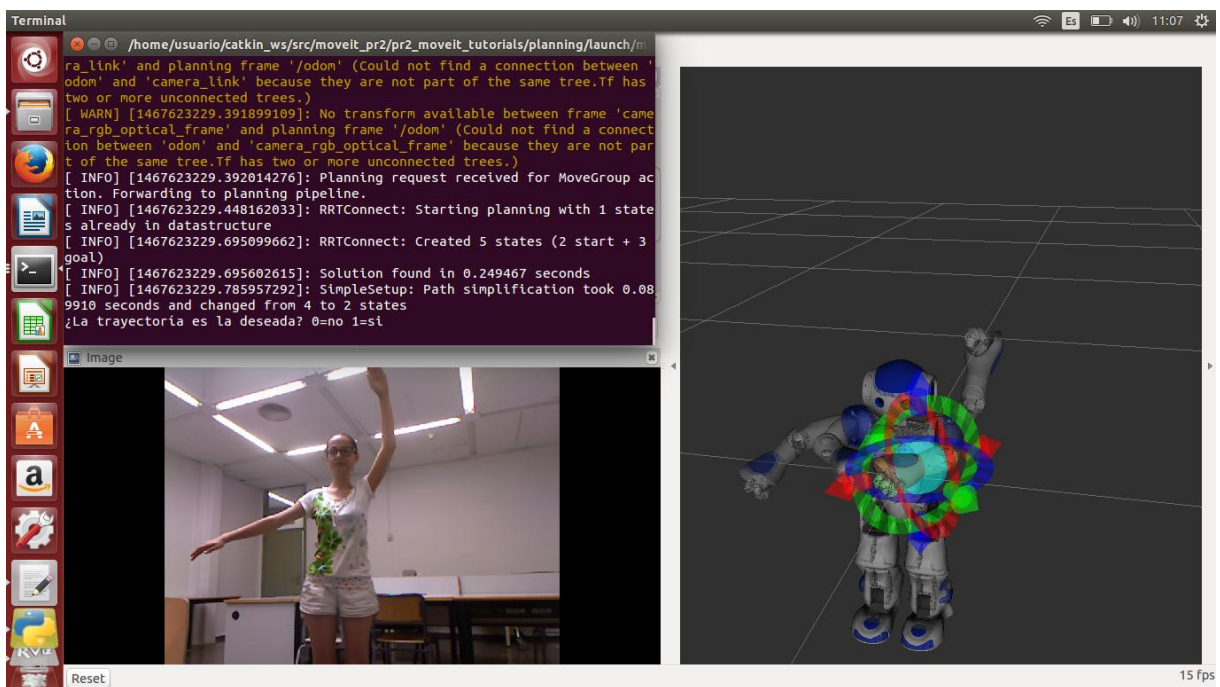 Terminal
Es
11:07
/home/usuario/catkin_ws/src/moveit_pr2/pr2_moveit_tutorials/planning/launch/m
ra_link' and planning frame '/odom' (Could not find a connection between '
odom' and 'camera_link' because they are not part of the same tree.Tf has
two or more unconnected trees.)
[ WARN] [1467623229.391899109]: No transform available between frame 'came
ra_rgb_optical_frame' and planning frame '/odom' (Could not find a connect
ion between 'odom' and 'camera_rgb_optical_frame' because they are not par
t of the same tree.Tf has two or more unconnected trees.)
[ INFO] [1467623229.392014276]: Planning request received for MoveGroup ac
tion. Forwarding to planning pipeline.
[ INFO] [1467623229.448162033]: RRTConnect: Starting planning with 1 state
s already in datastructure
[ INFO] [1467623229.695099662]: RRTConnect: Created 5 states (2 start + 3
goal)
[ INFO] [1467623229.695602615]: Solution found in 0.249467 seconds
[ INFO] [1467623229.785957292]: SimpleSetup: Path simplification took 0.08
9910 seconds and changed from 4 to 2 states
¿La trayectoria es la deseada? 0=no 1=si
Image
a
RViz
Reset
15 fps